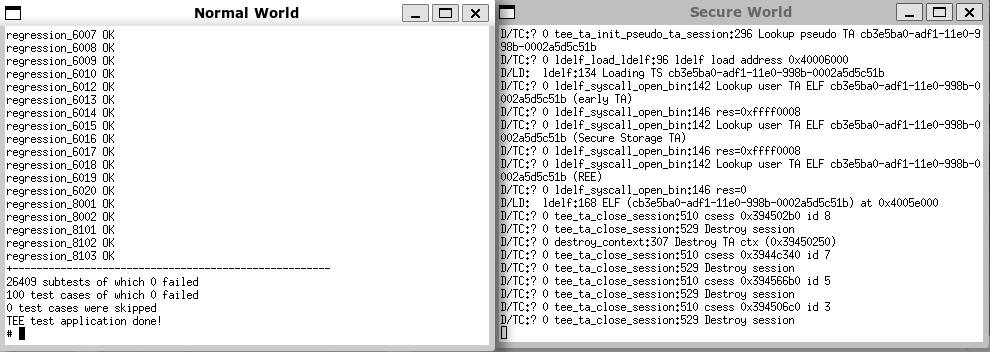 Normal World
regression_6007 OK
regression_6008 OK
regression_6009 OK
regression_6010 OK
regression_6012 OK
regression_6013 OK
regression_6014 OK
regression_6015 OK
regression_6016 OK
regression_6017 OK
regression_6018 OK
regression_6019 OK
regression_6020 OK
regression_8001 OK
regression_8002 OK
regression_8101 OK
regression_8102 OK
regression_8103 OK
+-----------------------------------------------------
26409 subtests of which 0 failed
100 test cases of which 0 failed
0 test cases were skipped
TEE test application done!
#
Secure World
D/TC:? 0 tee_ta_init_pseudo_ta_session:296 Lookup pseudo TA cb3e5ba0-adf1-11e0-9
98b-0002a5d5c51b
D/TC:? 0 ldelf_load_ldelf:96 ldelf load address 0x40006000
D/LD:  ldelf:134 Loading TS cb3e5ba0-adf1-11e0-998b-0002a5d5c51b
D/TC:? 0 ldelf_syscall_open_bin:142 Lookup user TA ELF cb3e5ba0-adf1-11e0-998b-0
002a5d5c51b (early TA)
D/TC:? 0 ldelf_syscall_open_bin:146 res=0xffff0008
D/TC:? 0 ldelf_syscall_open_bin:142 Lookup user TA ELF cb3e5ba0-adf1-11e0-998b-0
002a5d5c51b (Secure Storage TA)
D/TC:? 0 ldelf_syscall_open_bin:146 res=0xffff0008
D/TC:? 0 ldelf_syscall_open_bin:142 Lookup user TA ELF cb3e5ba0-adf1-11e0-998b-0
002a5d5c51b (REE)
D/TC:? 0 ldelf_syscall_open_bin:146 res=0
D/LD:  ldelf:168 ELF (cb3e5ba0-adf1-11e0-998b-0002a5d5c51b) at 0x4005e000
D/TC:? 0 tee_ta_close_session:510 csess 0x394502b0 id 8
D/TC:? 0 tee_ta_close_session:529 Destroy session
D/TC:? 0 destroy_context:307 Destroy TA ctx (0x39450250)
D/TC:? 0 tee_ta_close_session:510 csess 0x3944c340 id 7
D/TC:? 0 tee_ta_close_session:529 Destroy session
D/TC:? 0 tee_ta_close_session:510 csess 0x394566b0 id 5
D/TC:? 0 tee_ta_close_session:529 Destroy session
D/TC:? 0 tee_ta_close_session:510 csess 0x394506c0 id 3
D/TC:? 0 tee_ta_close_session:529 Destroy session